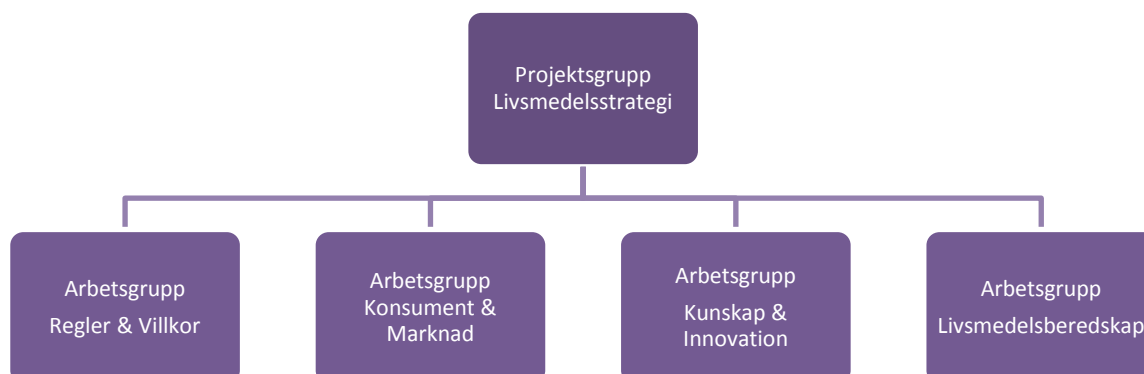 Projektsgrupp
Livsmedelsstrategi
Arbetsgrupp
Regler & Villkor
Arbetsgrupp
Konsument &
Marknad
Arbetsgrupp
Kunskap &
Innovation
Arbetsgrupp
Livsmedelsberedskap